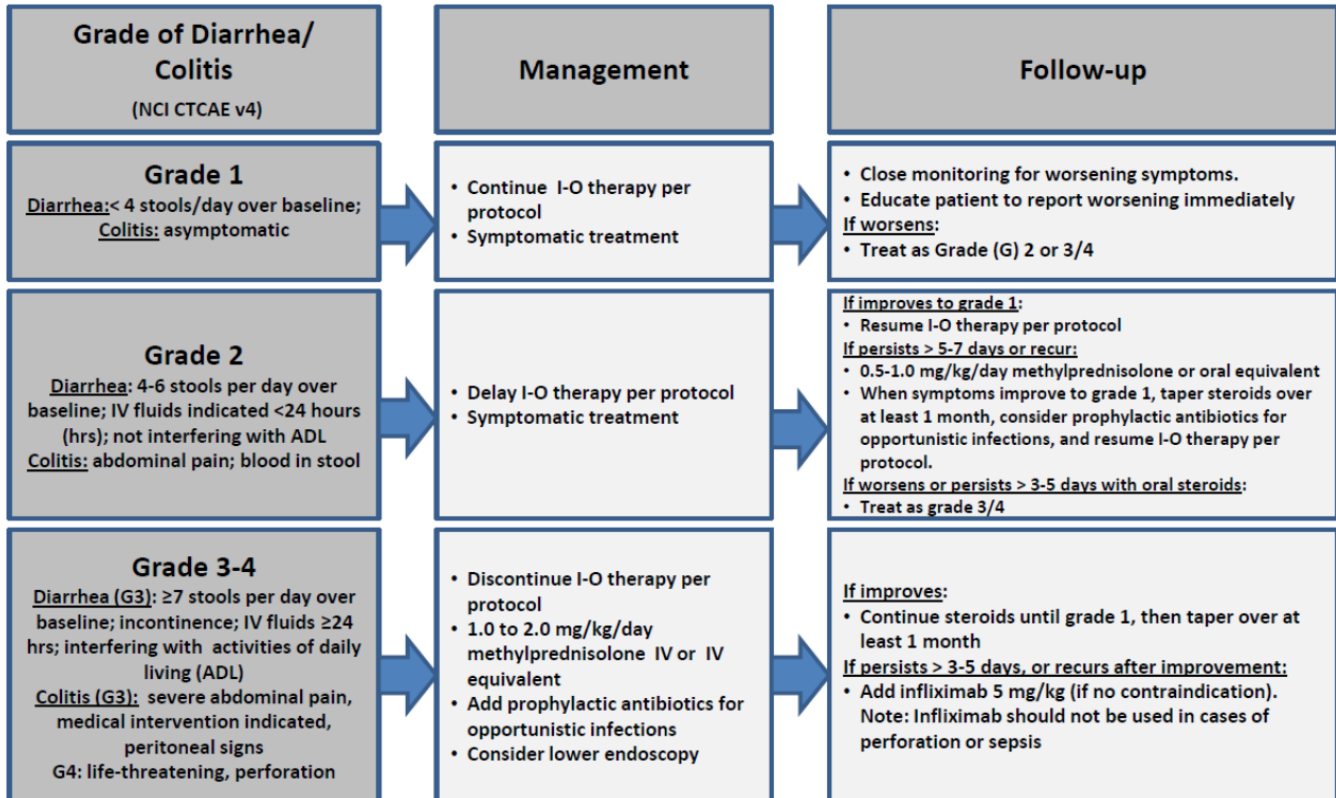 Grade of Diarrhea/
Colitis
(NCI CTCAE v4)
Management
Follow-up
Grade 1
Diarrhea:< 4 stools/day over baseline;
Colitis: asymptomatic
• Continue I-O therapy per
protocol
• Symptomatic treatment
• Close monitoring for worsening symptoms.
• Educate patient to report worsening immediately
If worsens:
• Treat as Grade (G) 2 or 3/4
Grade 2
Diarrhea: 4-6 stools per day over
baseline; IV fluids indicated <24 hours
(hrs); not interfering with ADL
Colitis: abdominal pain; blood in stool
• Delay I-O therapy per protocol
• Symptomatic treatment
If improves to grade 1:
• Resume I-O therapy per protocol
If persists > 5-7 days or recur:
• 0.5-1.0 mg/kg/day methylprednisolone or oral equivalent
• When symptoms improve to grade 1, taper steroids over
at least 1 month, consider prophylactic antibiotics for
opportunistic infections, and resume I-O therapy per
protocol.
If worsens or persists > 3-5 days with oral steroids:
• Treat as grade 3/4
Grade 3-4
Diarrhea (G3): ≥7 stools per day over
baseline; incontinence; IV fluids ≥24
hrs; interfering with activities of daily
living (ADL)
Colitis (G3): severe abdominal pain,
medical intervention indicated,
peritoneal signs
G4: life-threatening, perforation
• Discontinue I-O therapy per
protocol
• 1.0 to 2.0 mg/kg/day
methylprednisolone IV or IV
equivalent
• Add prophylactic antibiotics for
opportunistic infections
• Consider lower endoscopy
If improves:
• Continue steroids until grade 1, then taper over at
least 1 month
If persists > 3-5 days, or recurs after improvement:
• Add infliximab 5 mg/kg (if no contraindication).
Note: Infliximab should not be used in cases of
perforation or sepsis